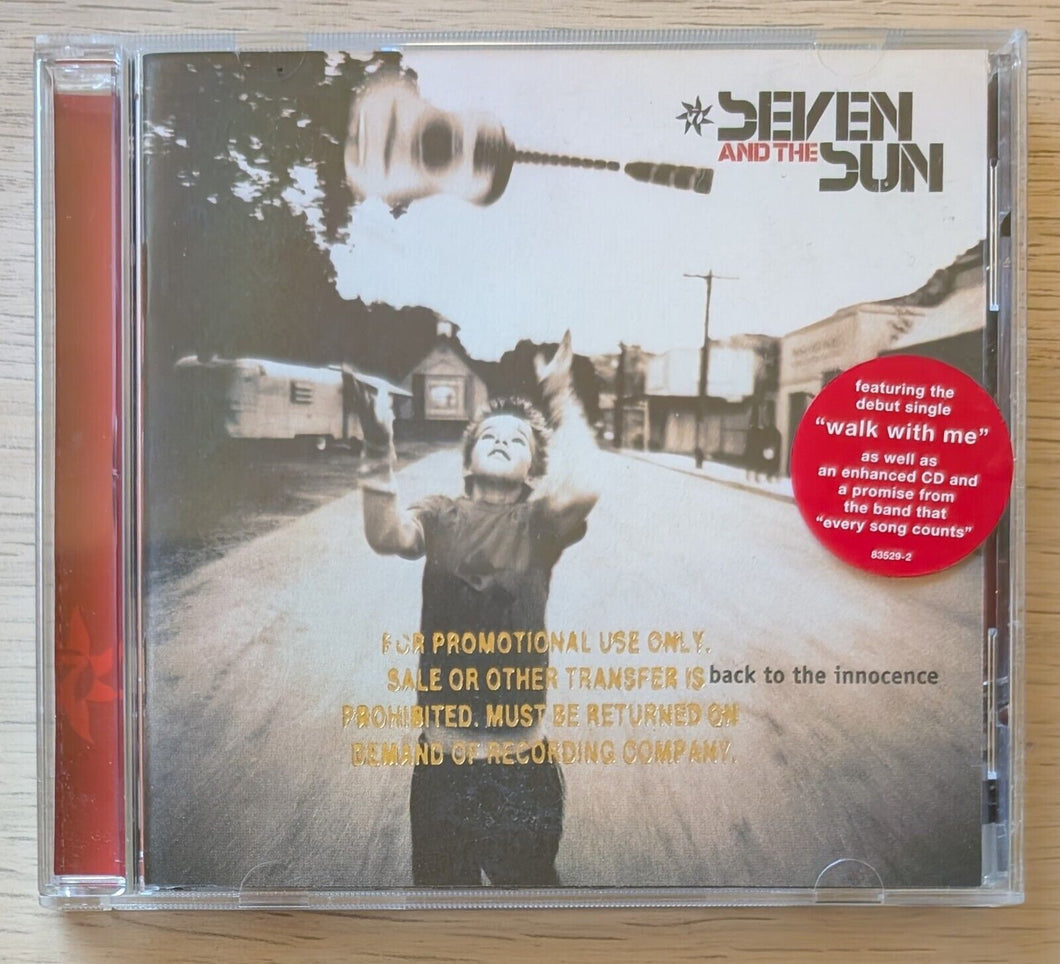 7
SEVEN
AND THE
SUN
featuring the
debut single
“walk with me”
as well as
an enhanced CD and
a promise from
the band that
“every song counts”
83529-2
FOR PROMOTIONAL USE ONLY.
SALE OR OTHER TRANSFER IS
PROHIBITED. MUST BE RETURNED ON
DEMAND OF RECORDING COMPANY.
back to the innocence